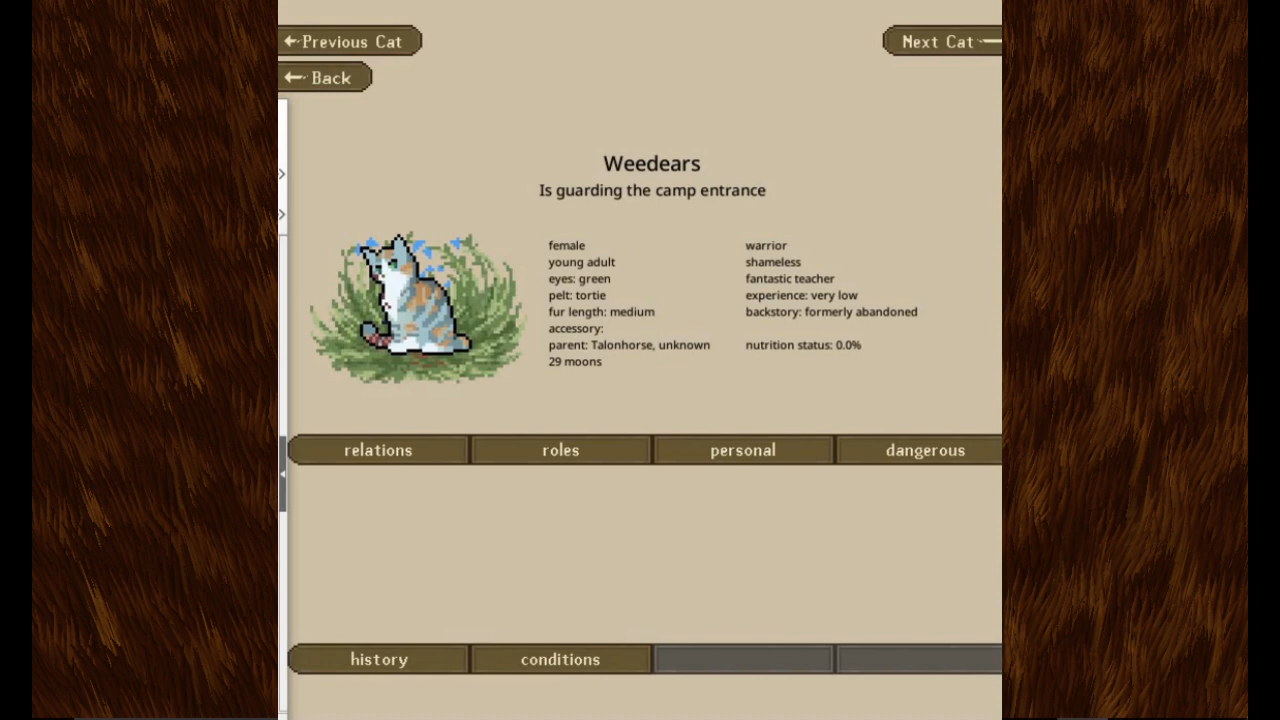 Previous Cat
Next Cat
Back
Weedears
Is guarding the camp entrance
female
young adult
eyes: green
pelt: tortie
fur length: medium
accessory:
parent: Talonhorse, unknown
29 moons
warrior
shameless
fantastic teacher
experience: very low
backstory: formerly abandoned
nutrition status: 0.0%
relations
roles
personal
dangerous
history
conditions